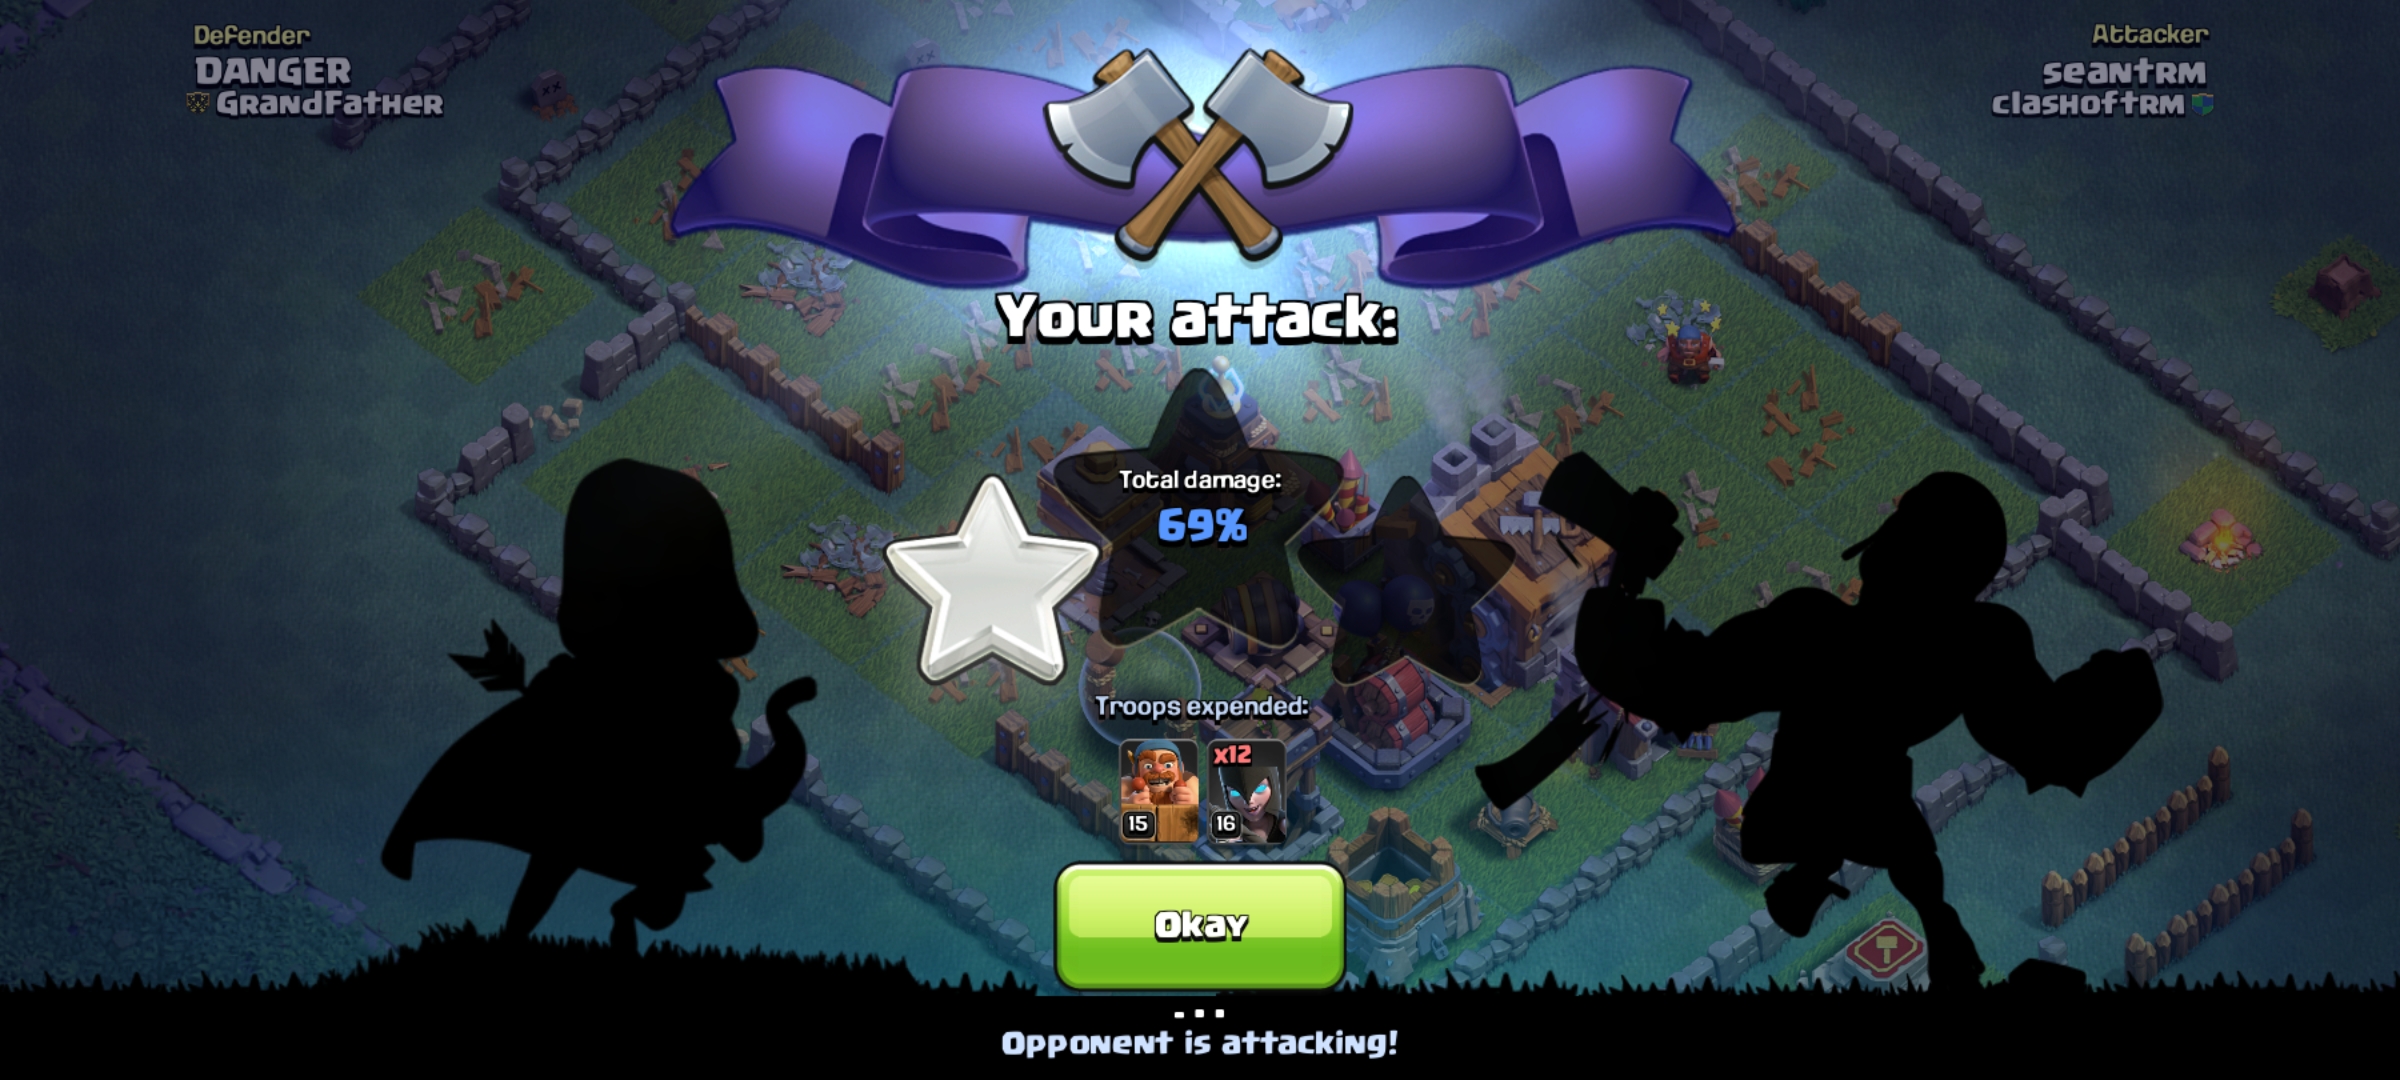 Defender
DANGER
GrandFather
Attacker
seantrm
clashoftrm
Your attack:
Total damage:
69%
Troops expended:
x12
15
16
Okay
Opponent is attacking!